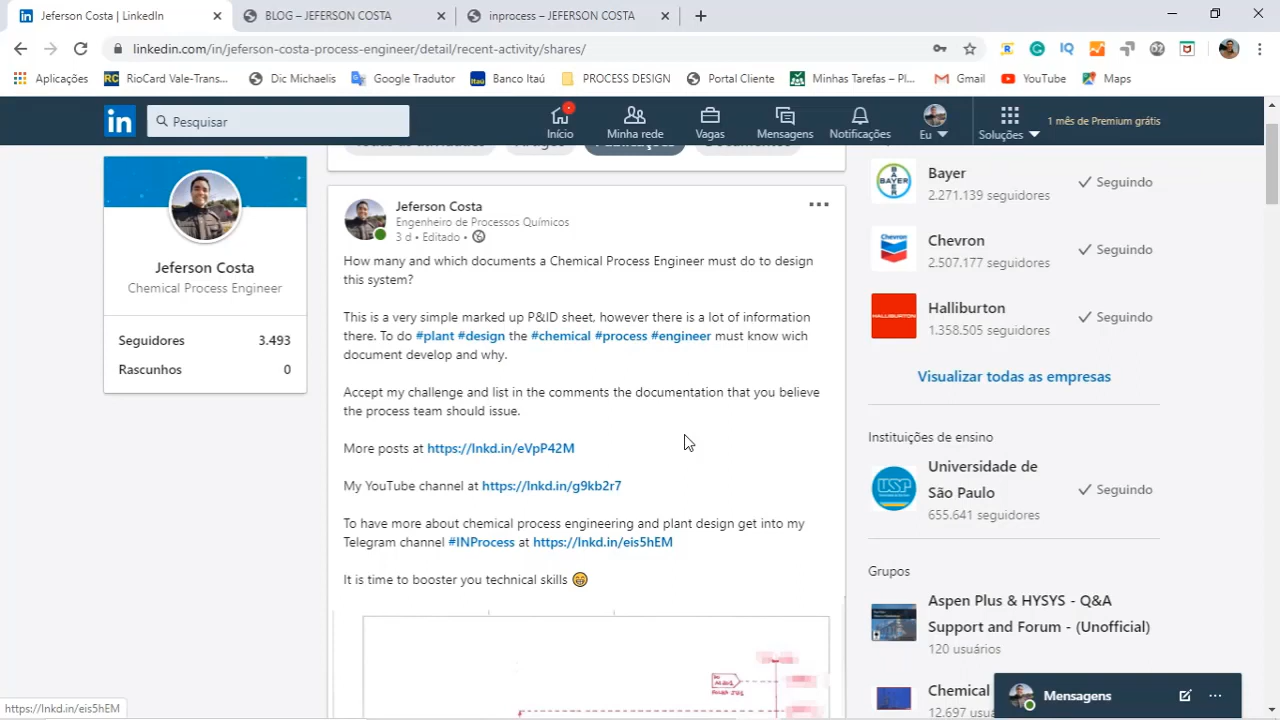 Jeferson Costa | LinkedIn
BLOG – JEFERSON COSTA
inprocess – JEFERSON COSTA
linkedin.com/in/jeferson-costa-process-engineer/detail/recent-activity/shares/
Aplicações
RioCard Vale-Trans...
Dic Michaelis
Google Tradutor
Banco Itaú
PROCESS DESIGN
Portal Cliente
Minhas Tarefas – Pl...
Gmail
YouTube
Maps
in
Pesquisar
Início
Minha rede
Vagas
Mensagens
Notificações
Eu
Soluções
1 mês de Premium grátis
Jeferson Costa
Chemical Process Engineer
Seguidores 3.493
Rascunhos 0
Jeferson Costa
Engenheiro de Processos Químicos
3 d • Editado •
How many and which documents a Chemical Process Engineer must do to design
this system?
This is a very simple marked up P&ID sheet, however there is a lot of information
there. To do #plant #design the #chemical #process #engineer must know wich
document develop and why.
Accept my challenge and list in the comments the documentation that you believe
the process team should issue.
More posts at https://lnkd.in/eVpP42M
My YouTube channel at https://lnkd.in/g9kb2r7
To have more about chemical process engineering and plant design get into my
Telegram channel #INProcess at https://lnkd.in/eis5hEM
It is time to booster you technical skills 😁
BAYER
Bayer
2.271.139 seguidores
Seguindo
Chevron
Chevron
2.507.177 seguidores
Seguindo
HALLIBURTON
Halliburton
1.358.505 seguidores
Seguindo
Visualizar todas as empresas
Instituições de ensino
USP
Universidade de
São Paulo
655.641 seguidores
Seguindo
Grupos
Aspen Plus & HYSYS - Q&A
Support and Forum - (Unofficial)
120 usuários
Chemical
12.697
Mensagens
https://lnkd.in/eis5hEM